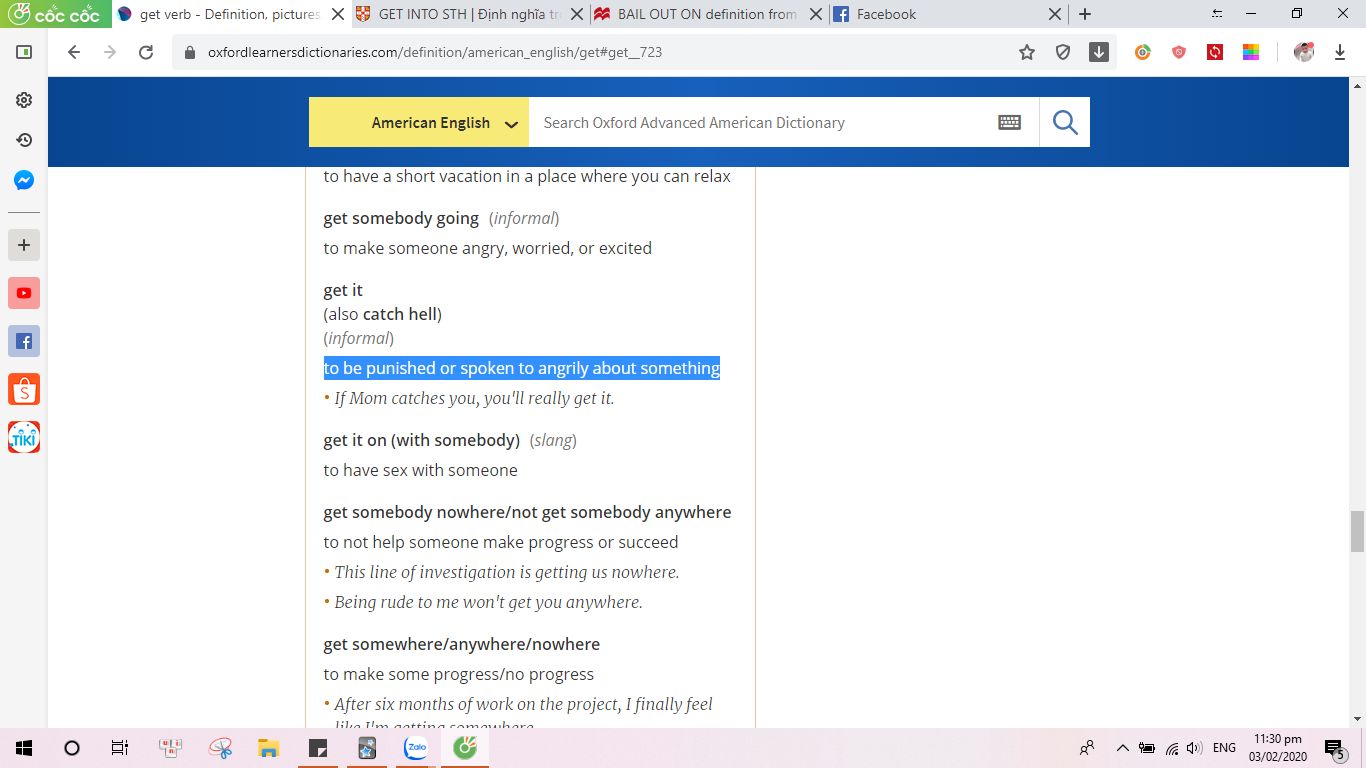 cốc cốc
get verb - Definition, pictures
GET INTO STH | Định nghĩa tr
BAIL OUT ON definition from
Facebook
oxfordlearnersdictionaries.com/definition/american_english/get#get__723
American English
Search Oxford Advanced American Dictionary
to have a short vacation in a place where you can relax
get somebody going (informal)
to make someone angry, worried, or excited
get it
(also catch hell)
(informal)
to be punished or spoken to angrily about something
• If Mom catches you, you'll really get it.
get it on (with somebody) (slang)
to have sex with someone
get somebody nowhere/not get somebody anywhere
to not help someone make progress or succeed
• This line of investigation is getting us nowhere.
• Being rude to me won't get you anywhere.
get somewhere/anywhere/nowhere
to make some progress/no progress
• After six months of work on the project, I finally feel
like I'm getting somewhere.
TIKI
Zalo
ENG
11:30 pm
03/02/2020
5